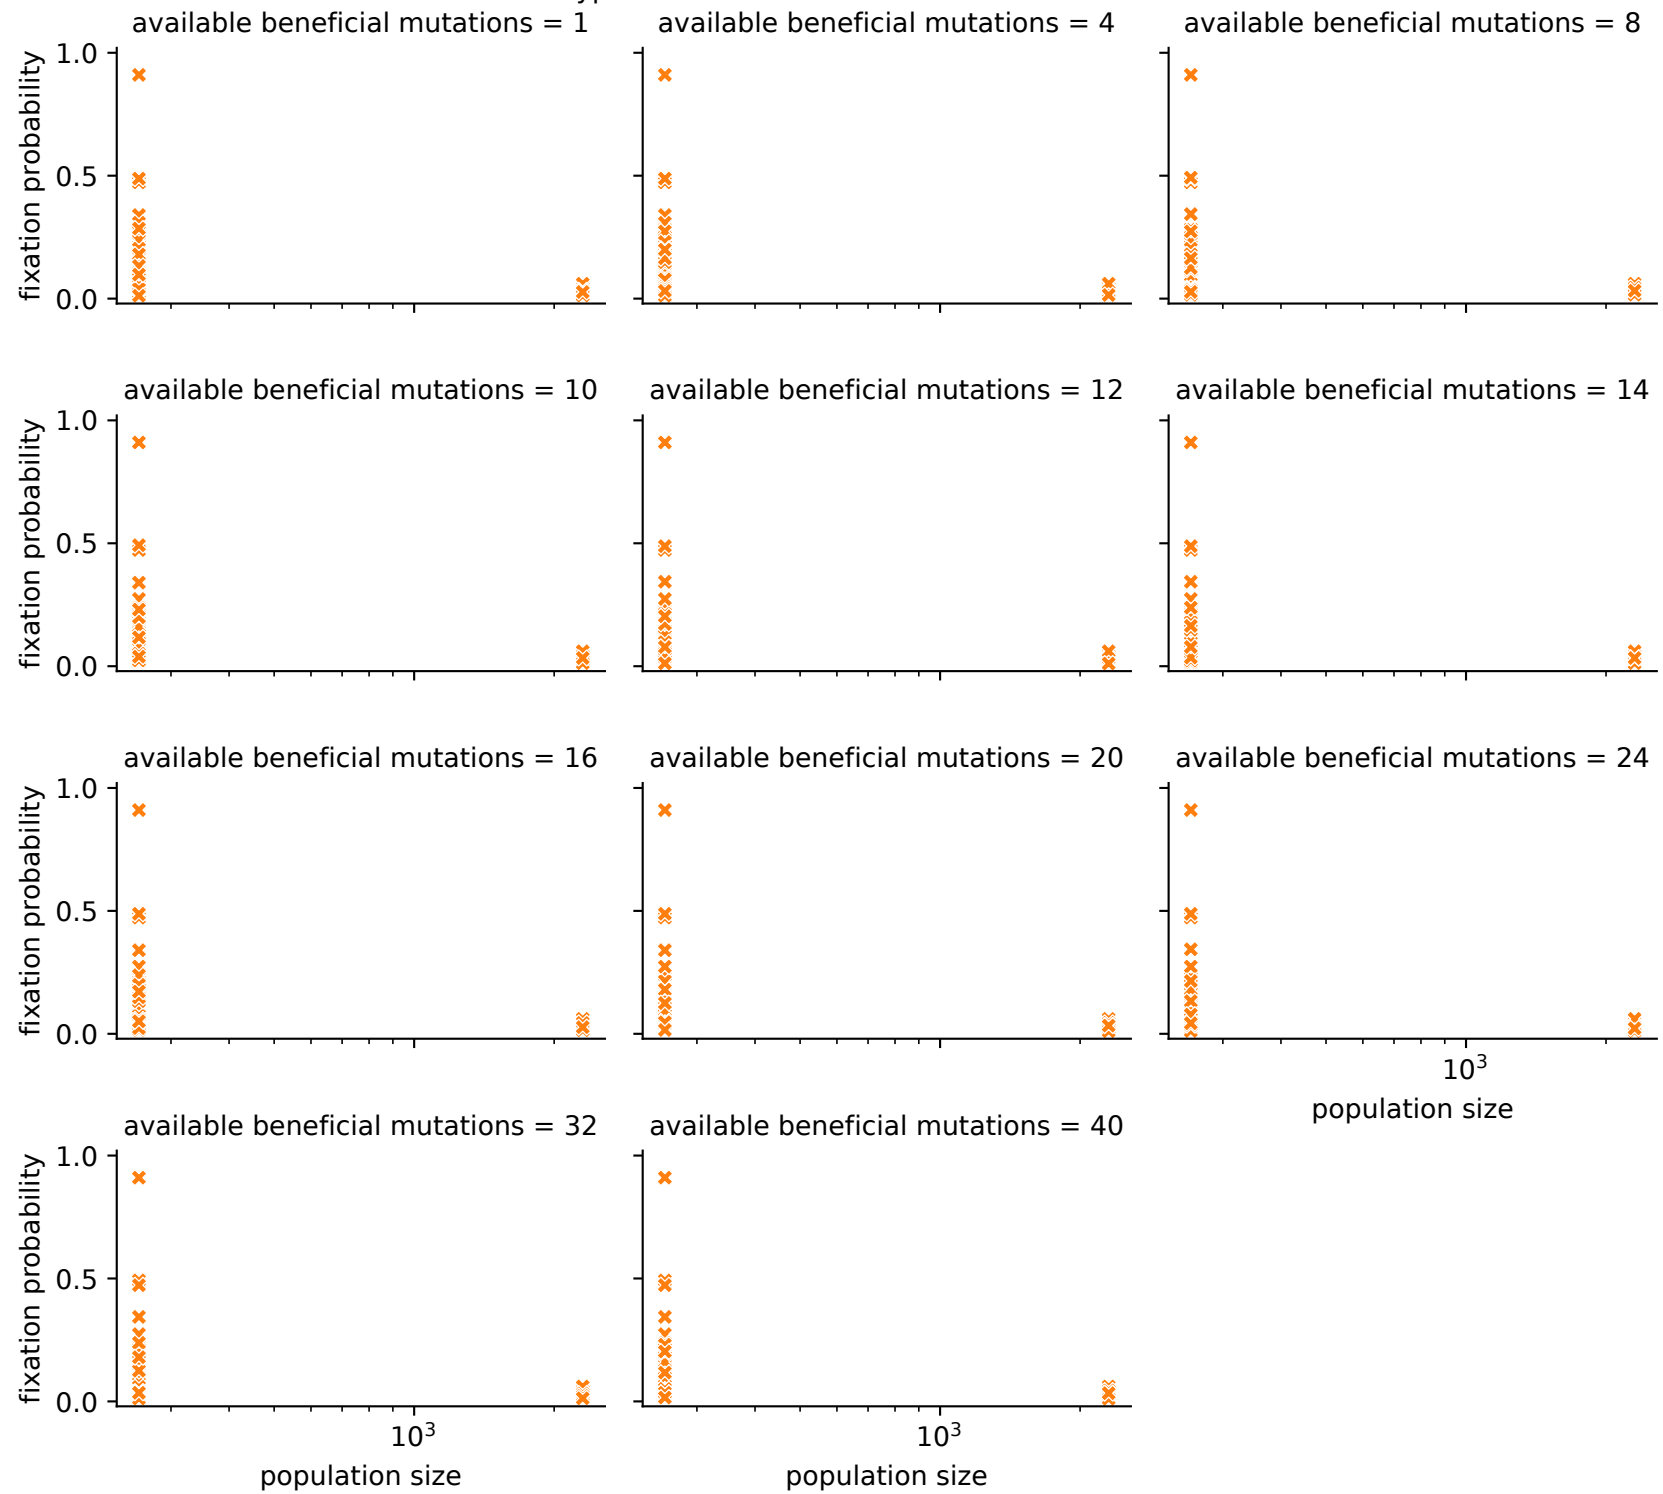 available beneficial mutations = 1
available beneficial mutations = 4
available beneficial mutations = 8
fixation probability
1.0
0.5
0.0
available beneficial mutations = 10
available beneficial mutations = 12
available beneficial mutations = 14
fixation probability
1.0
0.5
0.0
available beneficial mutations = 16
available beneficial mutations = 20
available beneficial mutations = 24
fixation probability
1.0
0.5
0.0
10³
population size
available beneficial mutations = 32
available beneficial mutations = 40
fixation probability
1.0
0.5
0.0
10³
10³
population size
population size